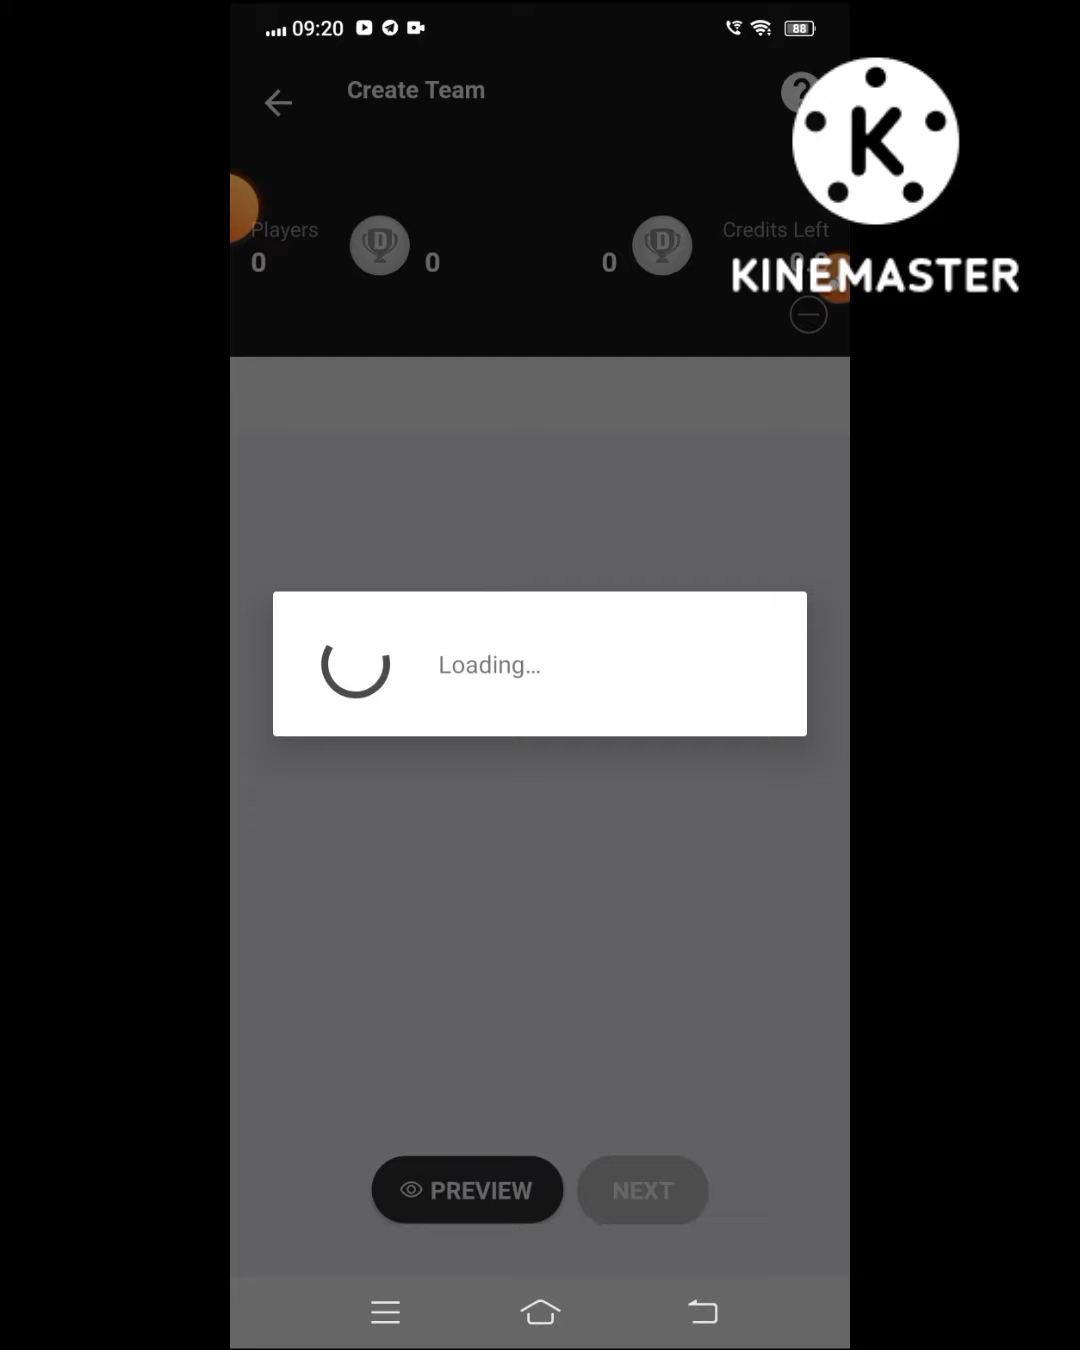 09:20
88
Create Team
?
K
KINEMASTER
Players
0
D
0
0
D
Credits Left
Loading...
PREVIEW
NEXT